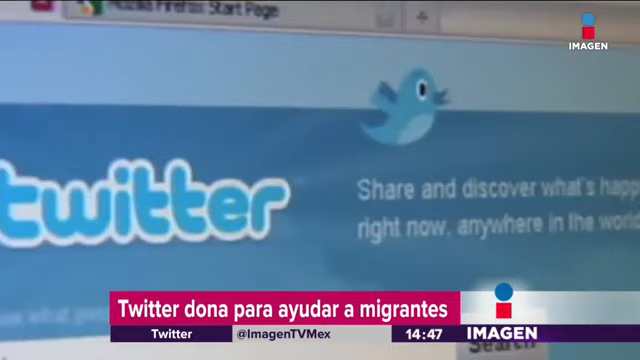 Mozilla Firefox Start Page
IMAGEN
twitter
Share and discover what's happ
right now, anywhere in the world
Twitter dona para ayudar a migrantes
Twitter @ImagenTVMex 14:47 IMAGEN
Search